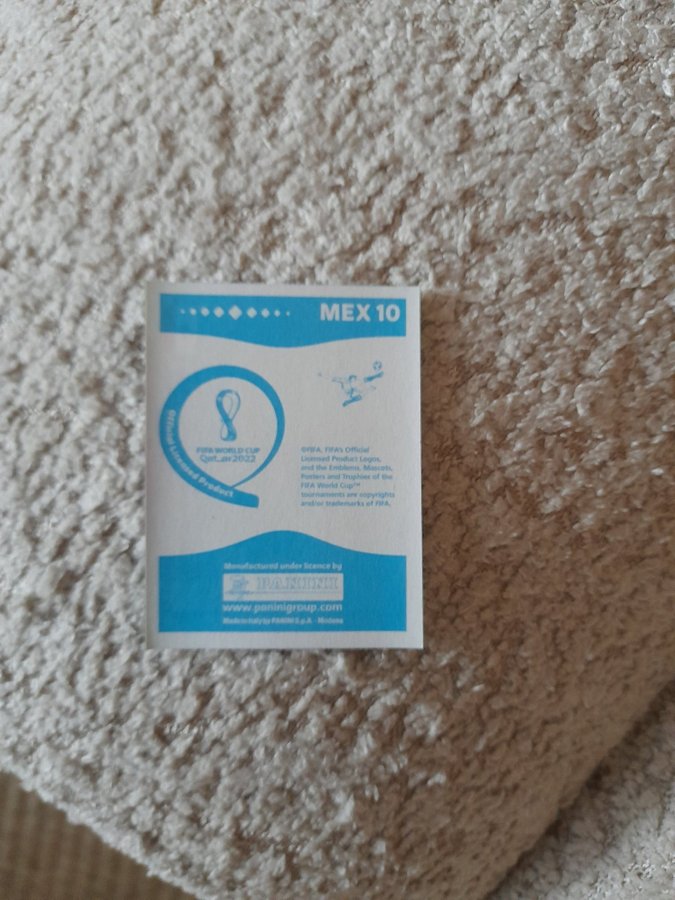 MEX 10
Official Licensed Product
FIFA WORLD CUP
Qatar2022
©FIFA, FIFA's Official
Licensed Product Logos,
and the Emblems, Mascots,
Posters and Trophies of the
FIFA World Cup™
tournaments are copyrights
and/or trademarks of FIFA.
Manufactured under licence by
PANINI
www.paninigroup.com
Made in Italy by PANINI S.p.A. - Modena